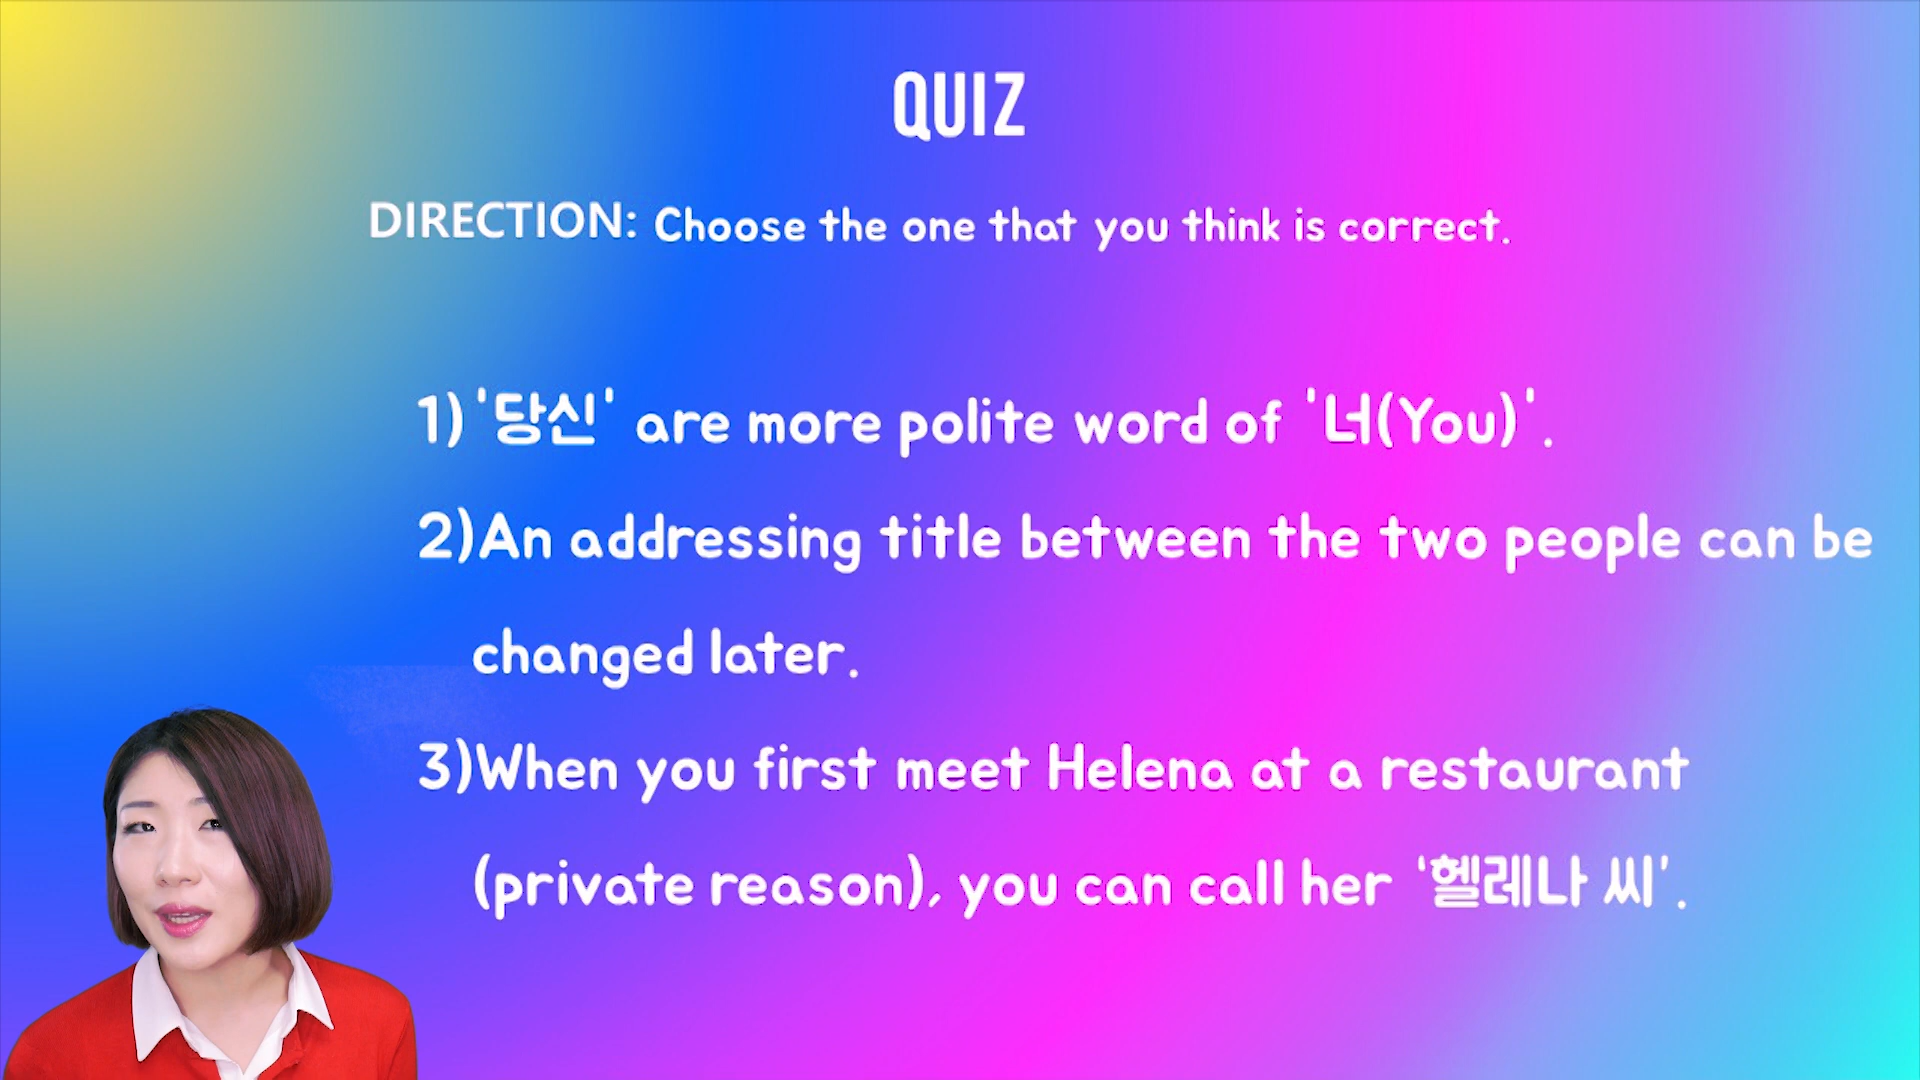 QUIZ
DIRECTION: Choose the one that you think is correct.
1) '당신' are more polite word of '너(You)'.
2)An addressing title between the two people can be
changed later.
3)When you first meet Helena at a restaurant
(private reason), you can call her ‘헬레나 씨’.